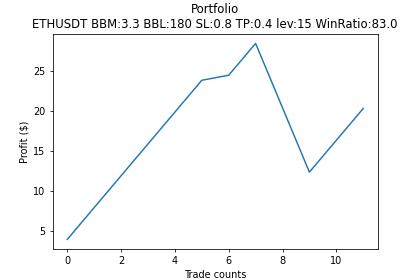 Portfolio
ETHUSDT BBM:3.3 BBL:180 SL:0.8 TP:0.4 lev:15 WinRatio:83.0
25
20
15
10
5
Profit ($)
0 2 4 6 8 10
Trade counts